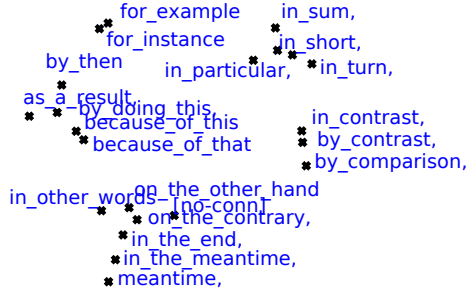 for_example
in_sum,
for_instance
in_short,
by_then
in_particular,
in_turn,
as_a_result,
by_doing_this,
because_of_this
in_contrast,
because_of_that
by_contrast,
by_comparison,
on_the_other_hand
in_other_words
[no-conn]
on_the_contrary,
in_the_end,
in_the_meantime,
meantime,